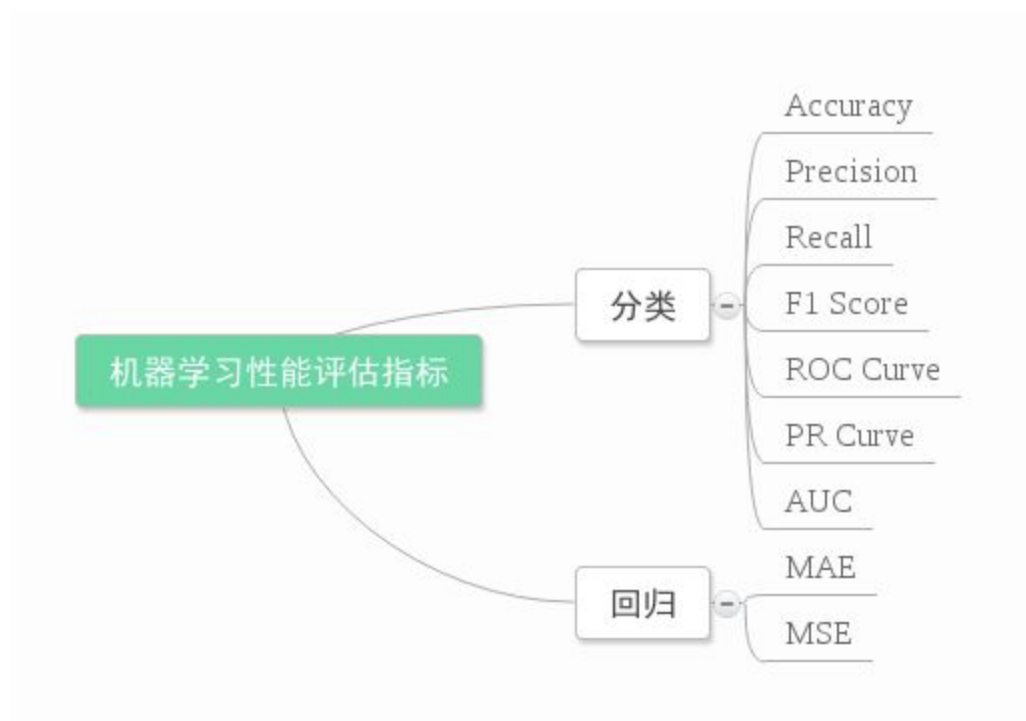 机器学习性能评估指标
分类
Accuracy
Precision
Recall
F1 Score
ROC Curve
PR Curve
AUC
回归
MAE
MSE